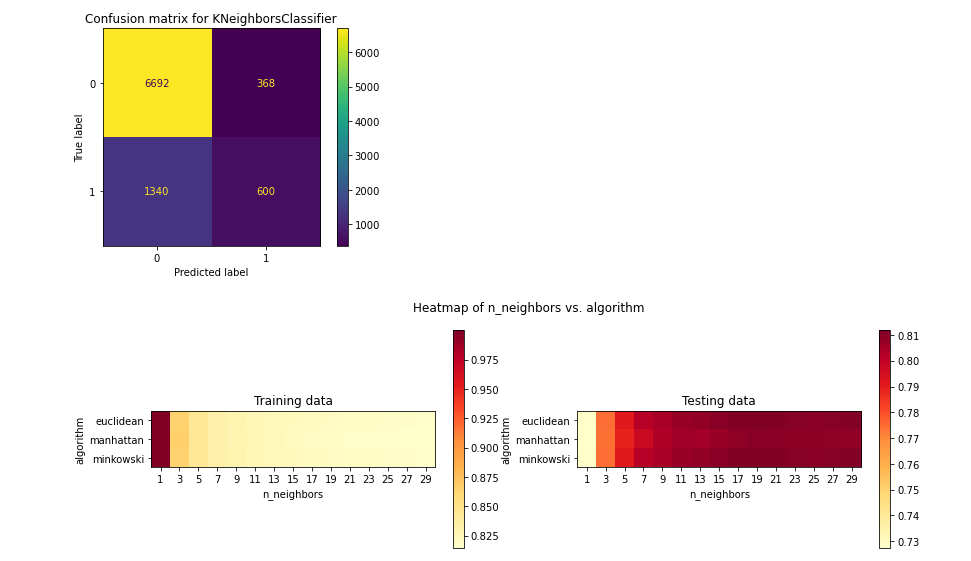 Confusion matrix for KNeighborsClassifier
0
1
True label
6692
368
1340
600
0
1
Predicted label
6000
5000
4000
3000
2000
1000
Heatmap of n_neighbors vs. algorithm
Training data
algorithm
euclidean
manhattan
minkowski
1 3 5 7 9 11 13 15 17 19 21 23 25 27 29
n_neighbors
0.975
0.950
0.925
0.900
0.875
0.850
0.825
Testing data
algorithm
euclidean
manhattan
minkowski
1 3 5 7 9 11 13 15 17 19 21 23 25 27 29
n_neighbors
0.81
0.80
0.79
0.78
0.77
0.76
0.75
0.74
0.73